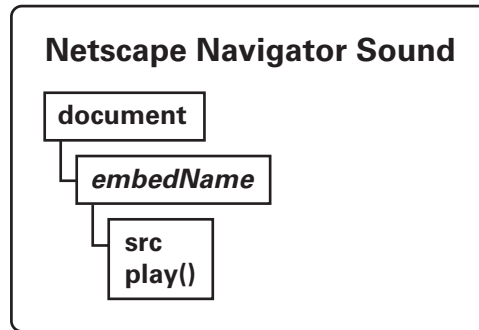 Netscape Navigator Sound
document
embedName
src
play()